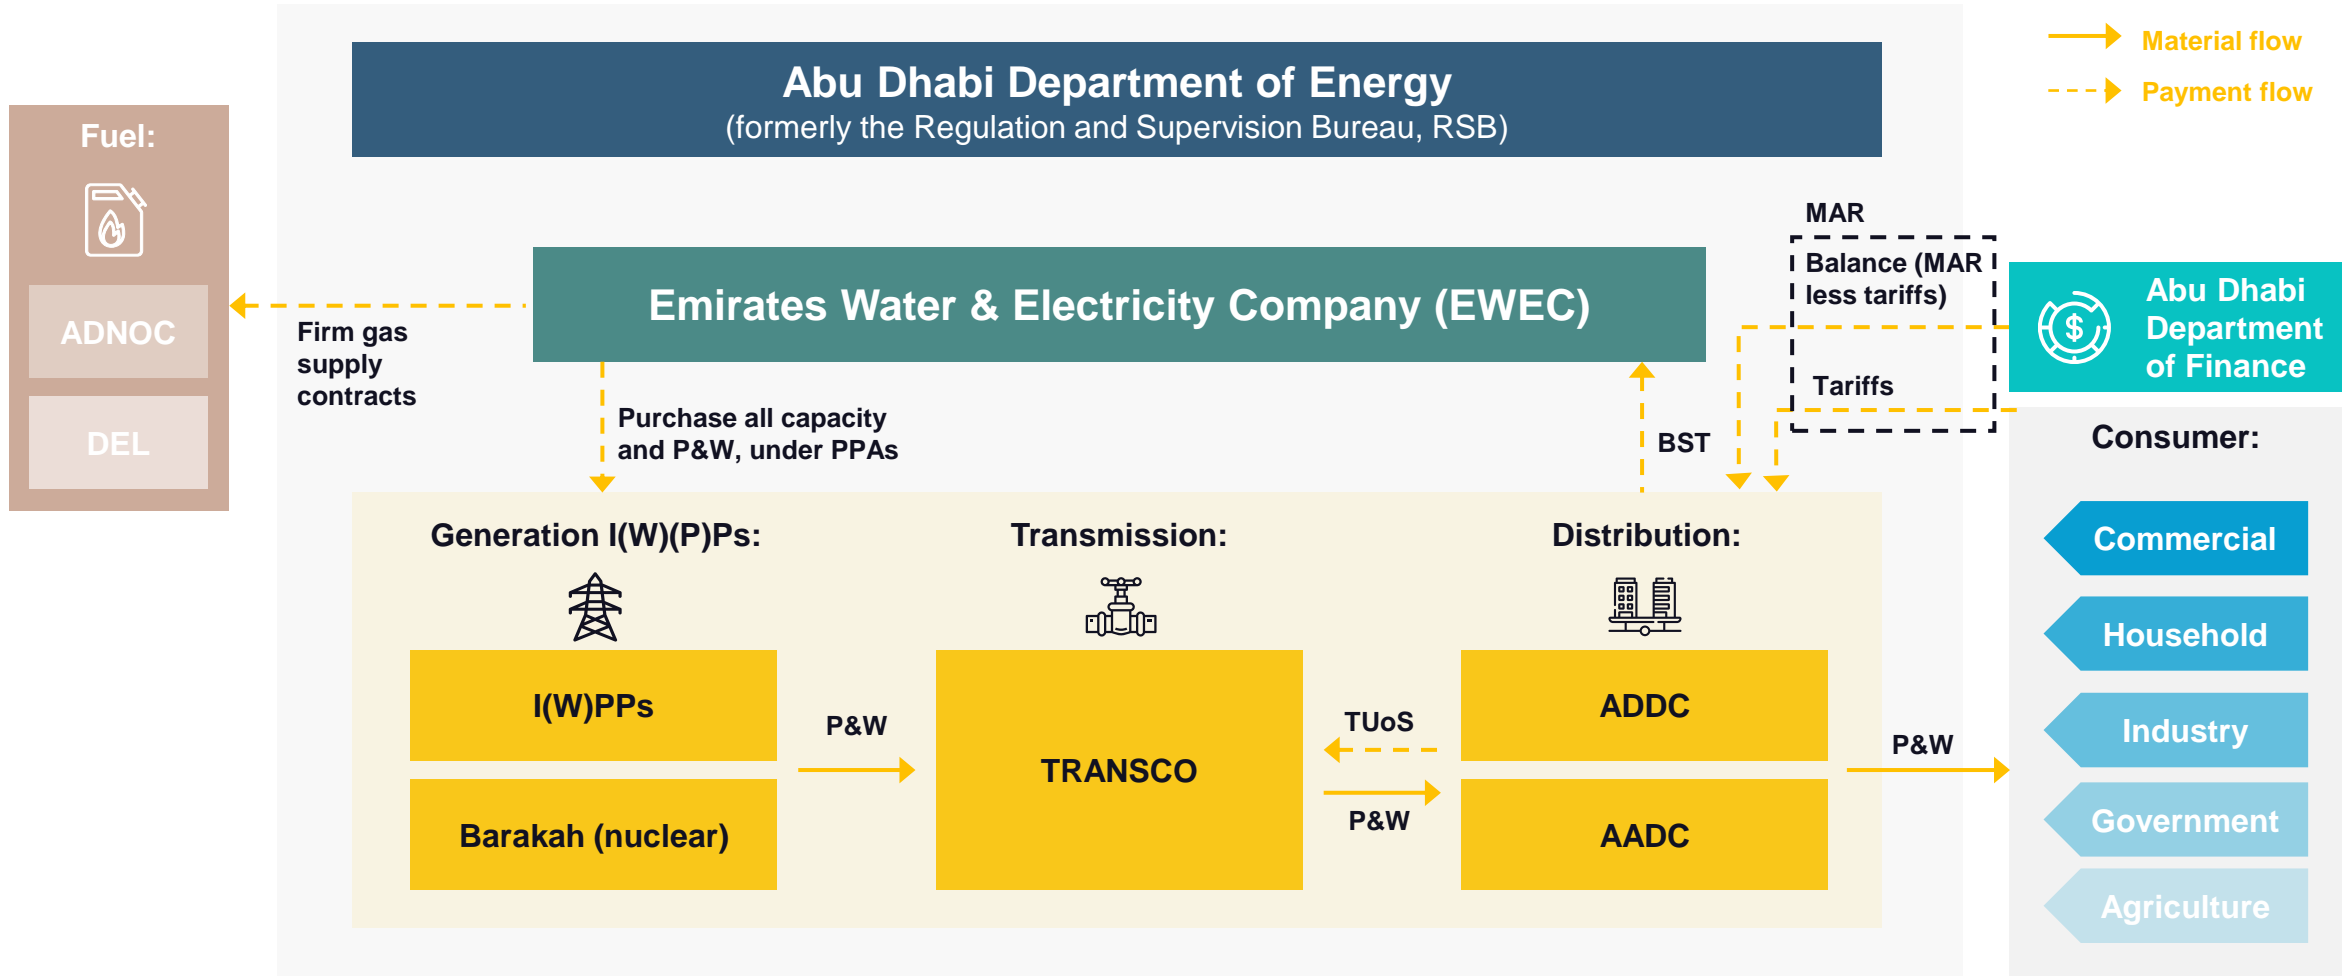 Material flow
Payment flow
Abu Dhabi Department of Energy
(formerly the Regulation and Supervision Bureau, RSB)
Fuel:
ADNOC
DEL
Firm gas
supply
contracts
Emirates Water & Electricity Company (EWEC)
MAR
Balance (MAR
less tariffs)
Tariffs
$
Abu Dhabi
Department
of Finance
Purchase all capacity
and P&W, under PPAs
BST
Generation I(W)(P)Ps:
I(W)PPs
Barakah (nuclear)
P&W
Transmission:
TRANSCO
TUoS
P&W
Distribution:
ADDC
AADC
P&W
Consumer:
Commercial
Household
Industry
Government
Agriculture